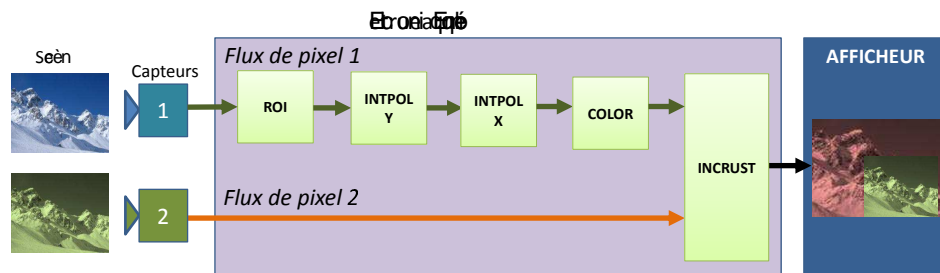 Flux de pixel 1
AFFICHEUR
Capteurs
1
ROI
INTPOL
Y
INTPOL
X
COLOR
INCRUST
Flux de pixel 2
2